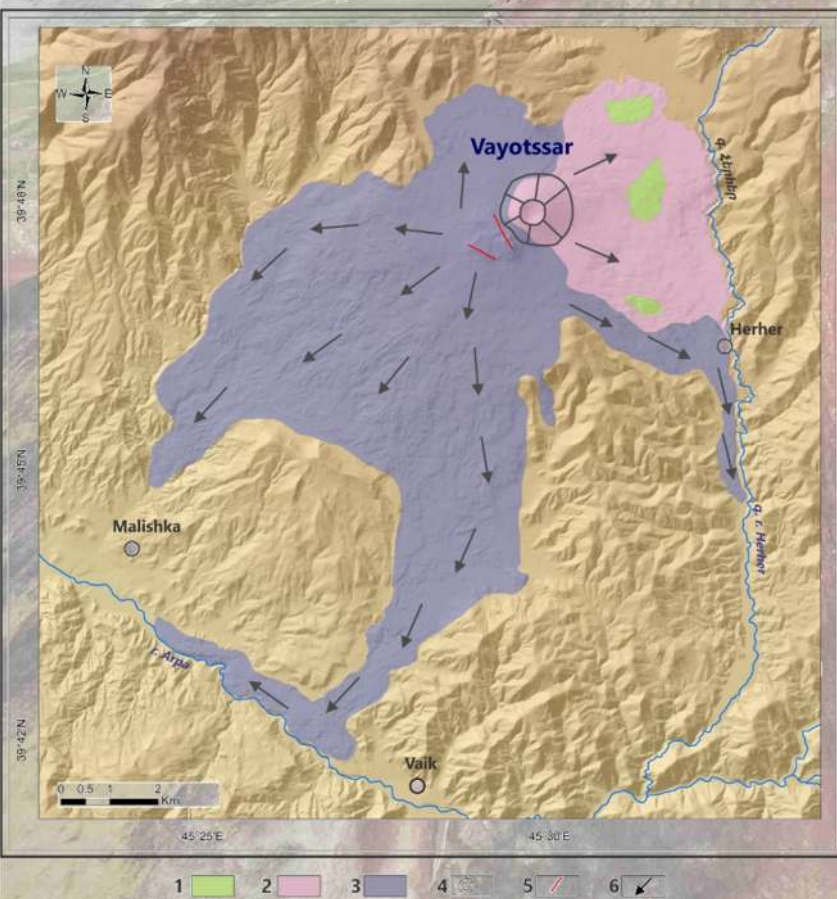 N
W E
S
Vayotssar
գ. Հերհեր
39°48'N
Herher
39°45'N
Malishka
գ. r. Herher
r. Arpa
39°42'N
Vaik
0 0.5 1 2
Km
45°25'E 45°30'E
1 2 3 4 5 6